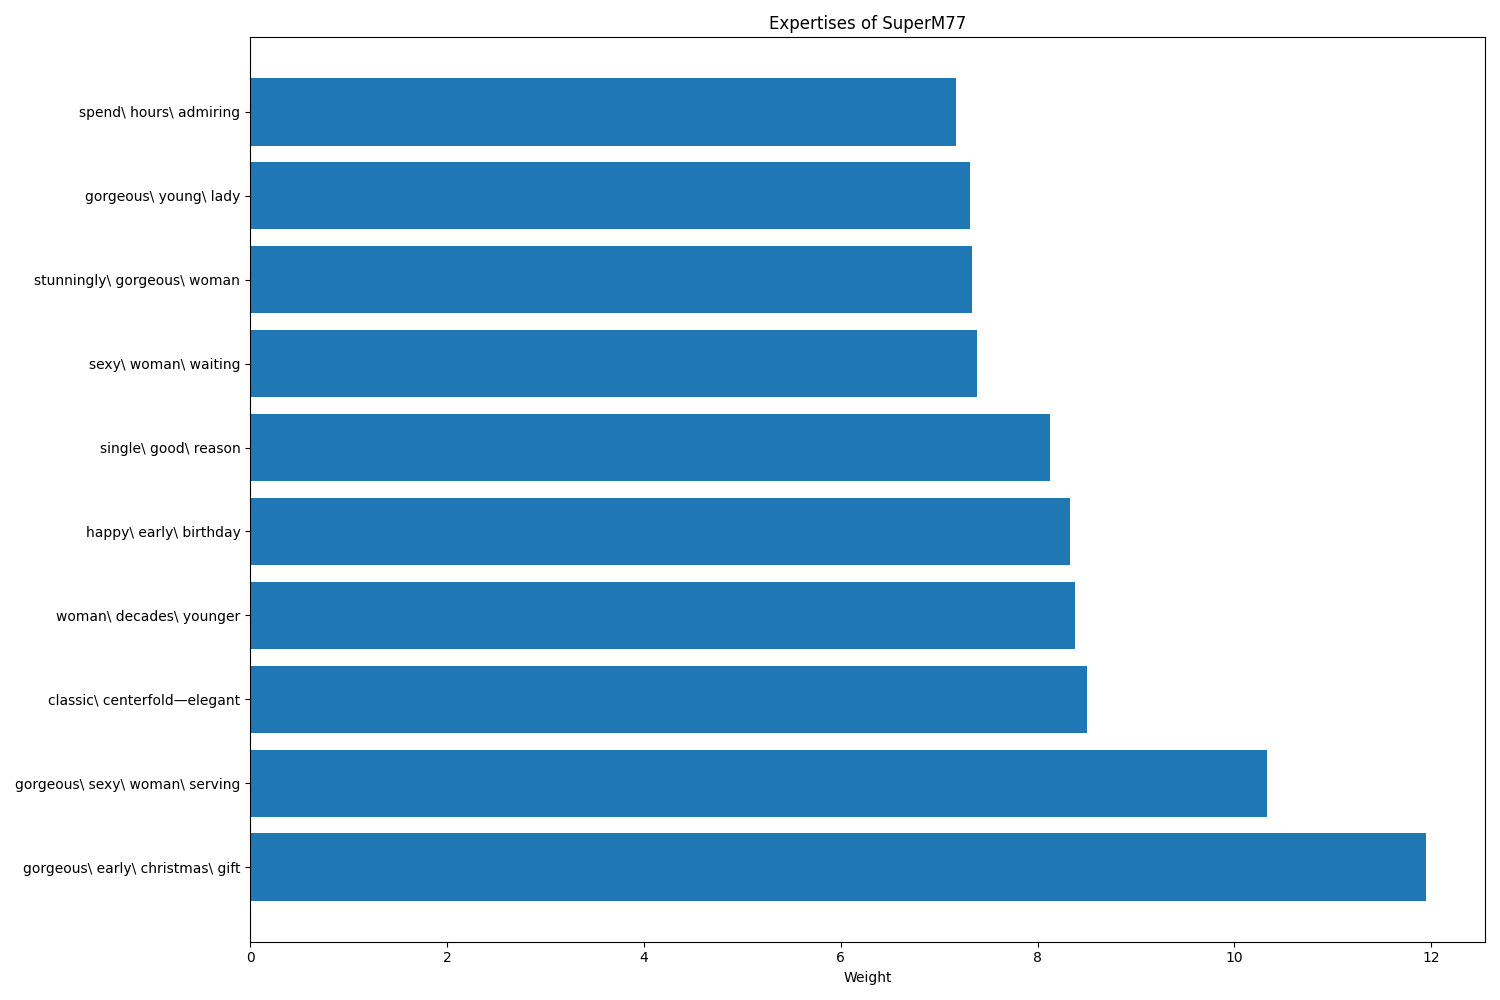 Expertises of SuperM77
spend\ hours\ admiring
gorgeous\ young\ lady
stunningly\ gorgeous\ woman
sexy\ woman\ waiting
single\ good\ reason
happy\ early\ birthday
woman\ decades\ younger
classic\ centerfold—elegant
gorgeous\ sexy\ woman\ serving
gorgeous\ early\ christmas\ gift
0 2 4 6 8 10 12
Weight